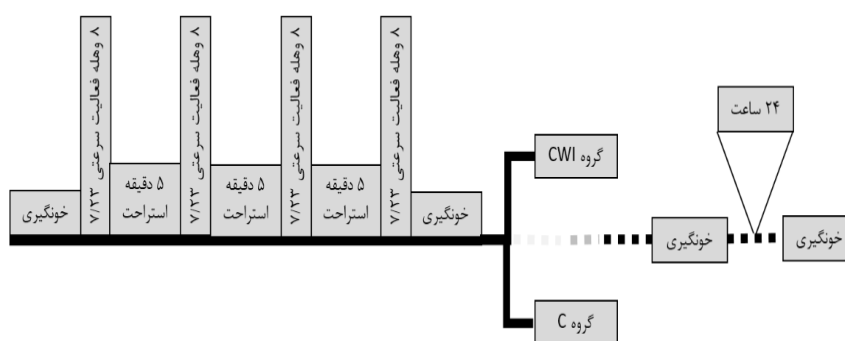 خونگیری
۸ وهله فعالیت سرعتی ۷/۲۳
۵ دقیقه
استراحت
۸ وهله فعالیت سرعتی ۷/۲۳
۵ دقیقه
استراحت
۸ وهله فعالیت سرعتی ۷/۲۳
۵ دقیقه
استراحت
۸ وهله فعالیت سرعتی ۷/۲۳
خونگیری
گروه CWI
گروه C
خونگیری
۲۴ ساعت
خونگیری